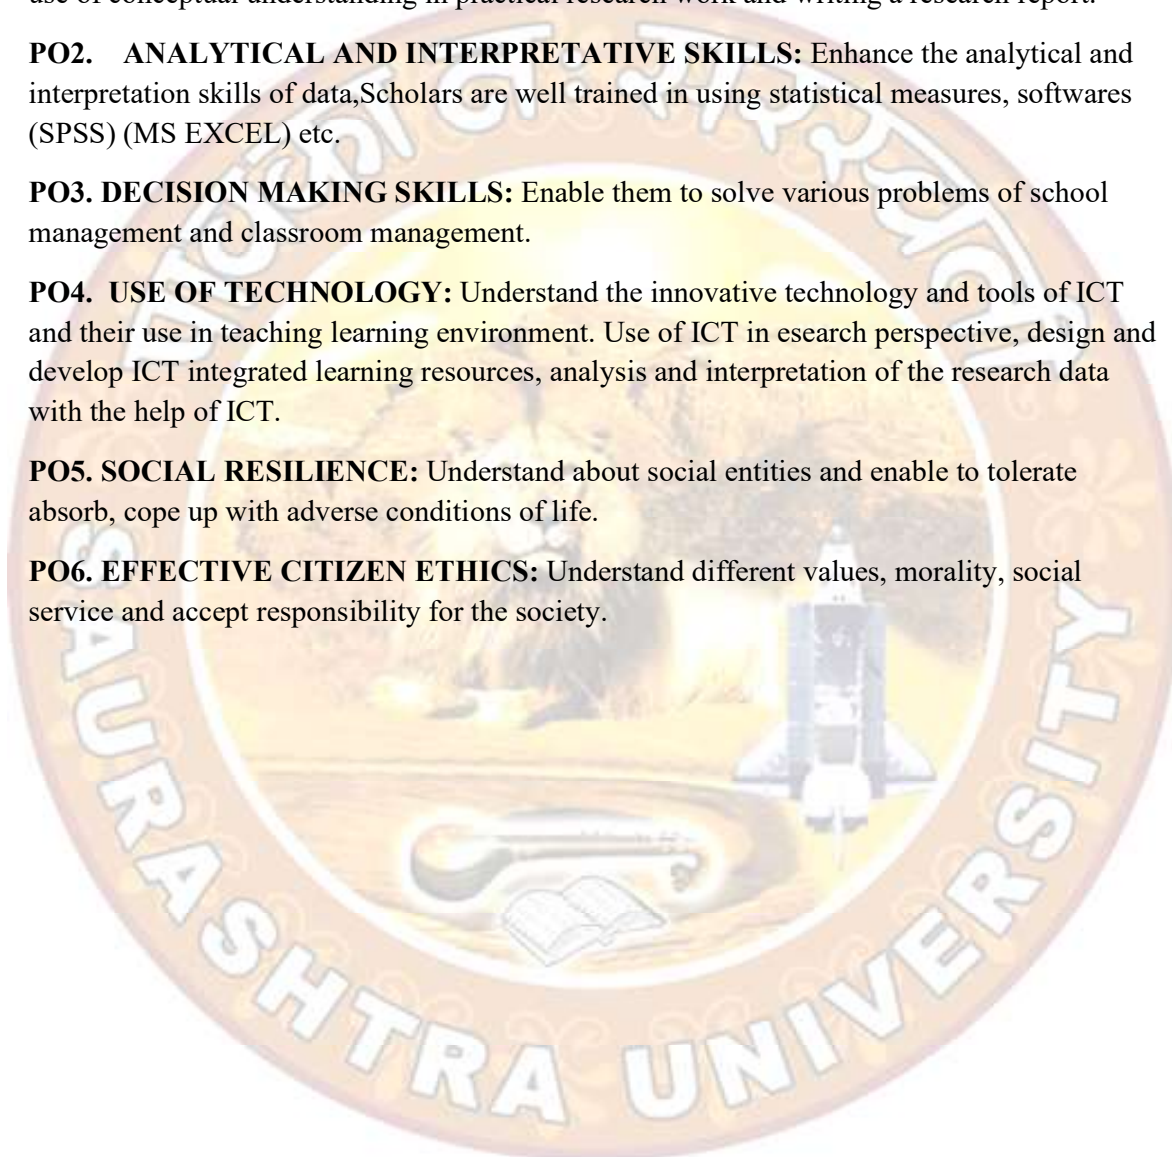 use of conceptual understanding in practical research work and writing a research report.
PO2. ANALYTICAL AND INTERPRETATIVE SKILLS: Enhance the analytical and
interpretation skills of data,Scholars are well trained in using statistical measures, softwares
(SPSS) (MS EXCEL) etc.
PO3. DECISION MAKING SKILLS: Enable them to solve various problems of school
management and classroom management.
PO4. USE OF TECHNOLOGY: Understand the innovative technology and tools of ICT
and their use in teaching learning environment. Use of ICT in esearch perspective, design and
develop ICT integrated learning resources, analysis and interpretation of the research data
with the help of ICT.
PO5. SOCIAL RESILIENCE: Understand about social entities and enable to tolerate
absorb, cope up with adverse conditions of life.
PO6. EFFECTIVE CITIZEN ETHICS: Understand different values, morality, social
service and accept responsibility for the society.
SAURASHTRA UNIVERSITY